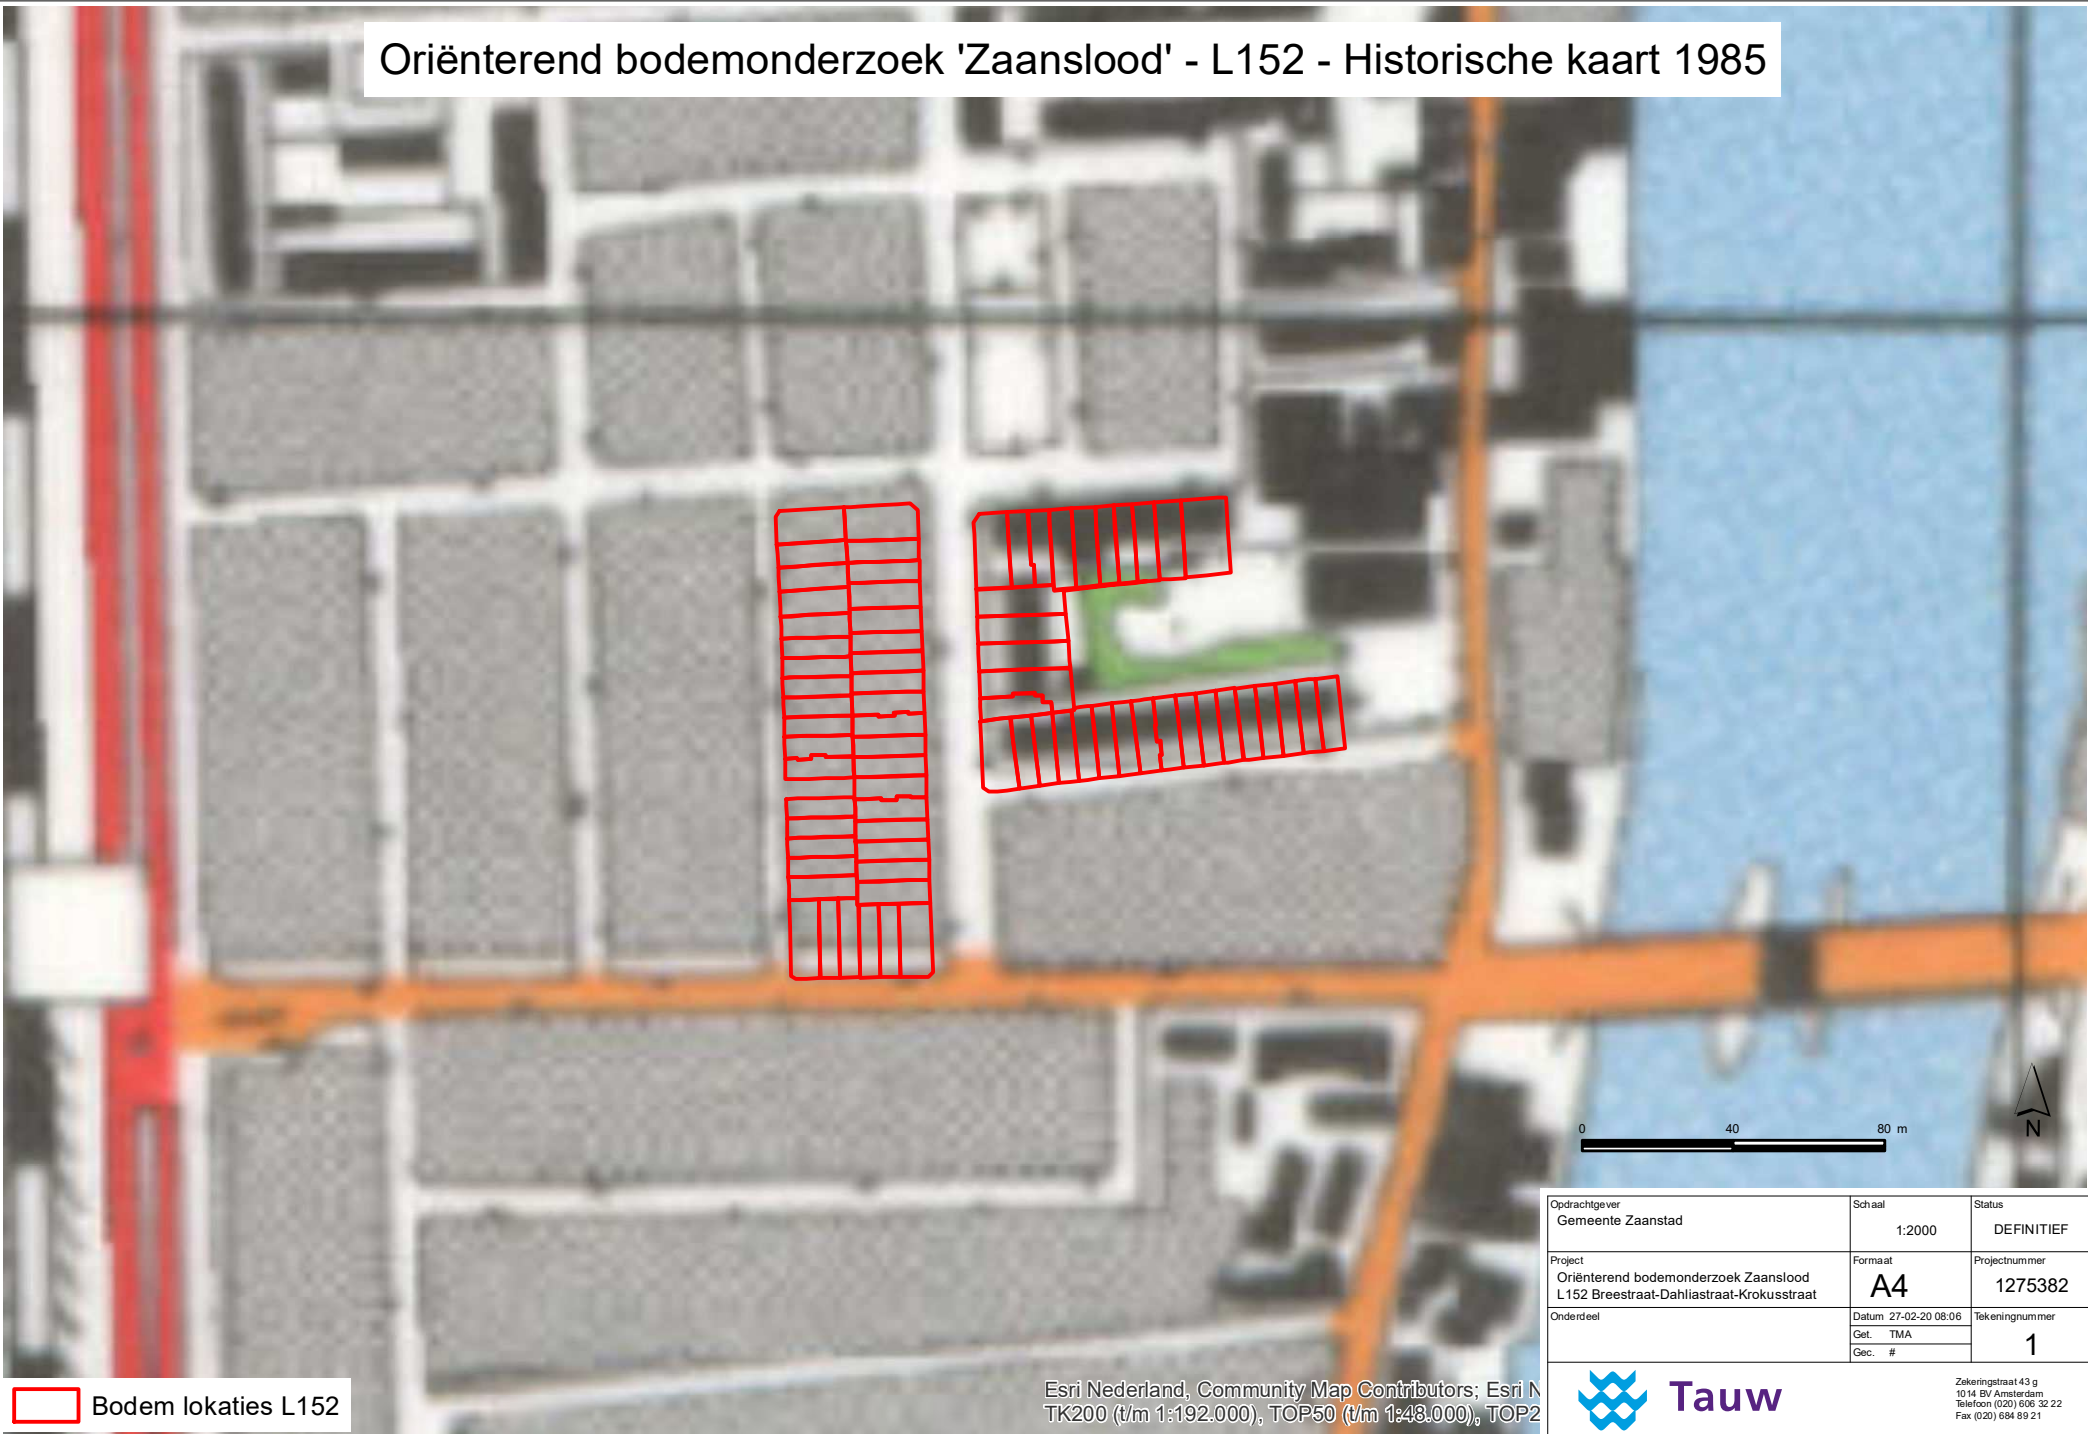 Oriënterend bodemonderzoek 'Zaanslood' - L152 - Historische kaart 1985
0 40 80 m
N
Opdrachtgever
Gemeente Zaanstad
Schaal
1:2000
Status
DEFINITIEF
Project
Oriënterend bodemonderzoek Zaanslood
L152 Breestraat-Dahliastraat-Krokusstraat
Formaat
A4
Projectnummer
1275382
Onderdeel
Datum 27-02-20 08:06
Get. TMA
Gec. #
Tekeningnummer
1
Tauw
Zekeringstraat 43 g
1014 BV Amsterdam
Telefoon (020) 606 32 22
Fax (020) 684 89 21
Bodem lokaties L152
Esri Nederland, Community Map Contributors; Esri N
TK200 (t/m 1:192.000), TOP50 (t/m 1:48.000), TOP2